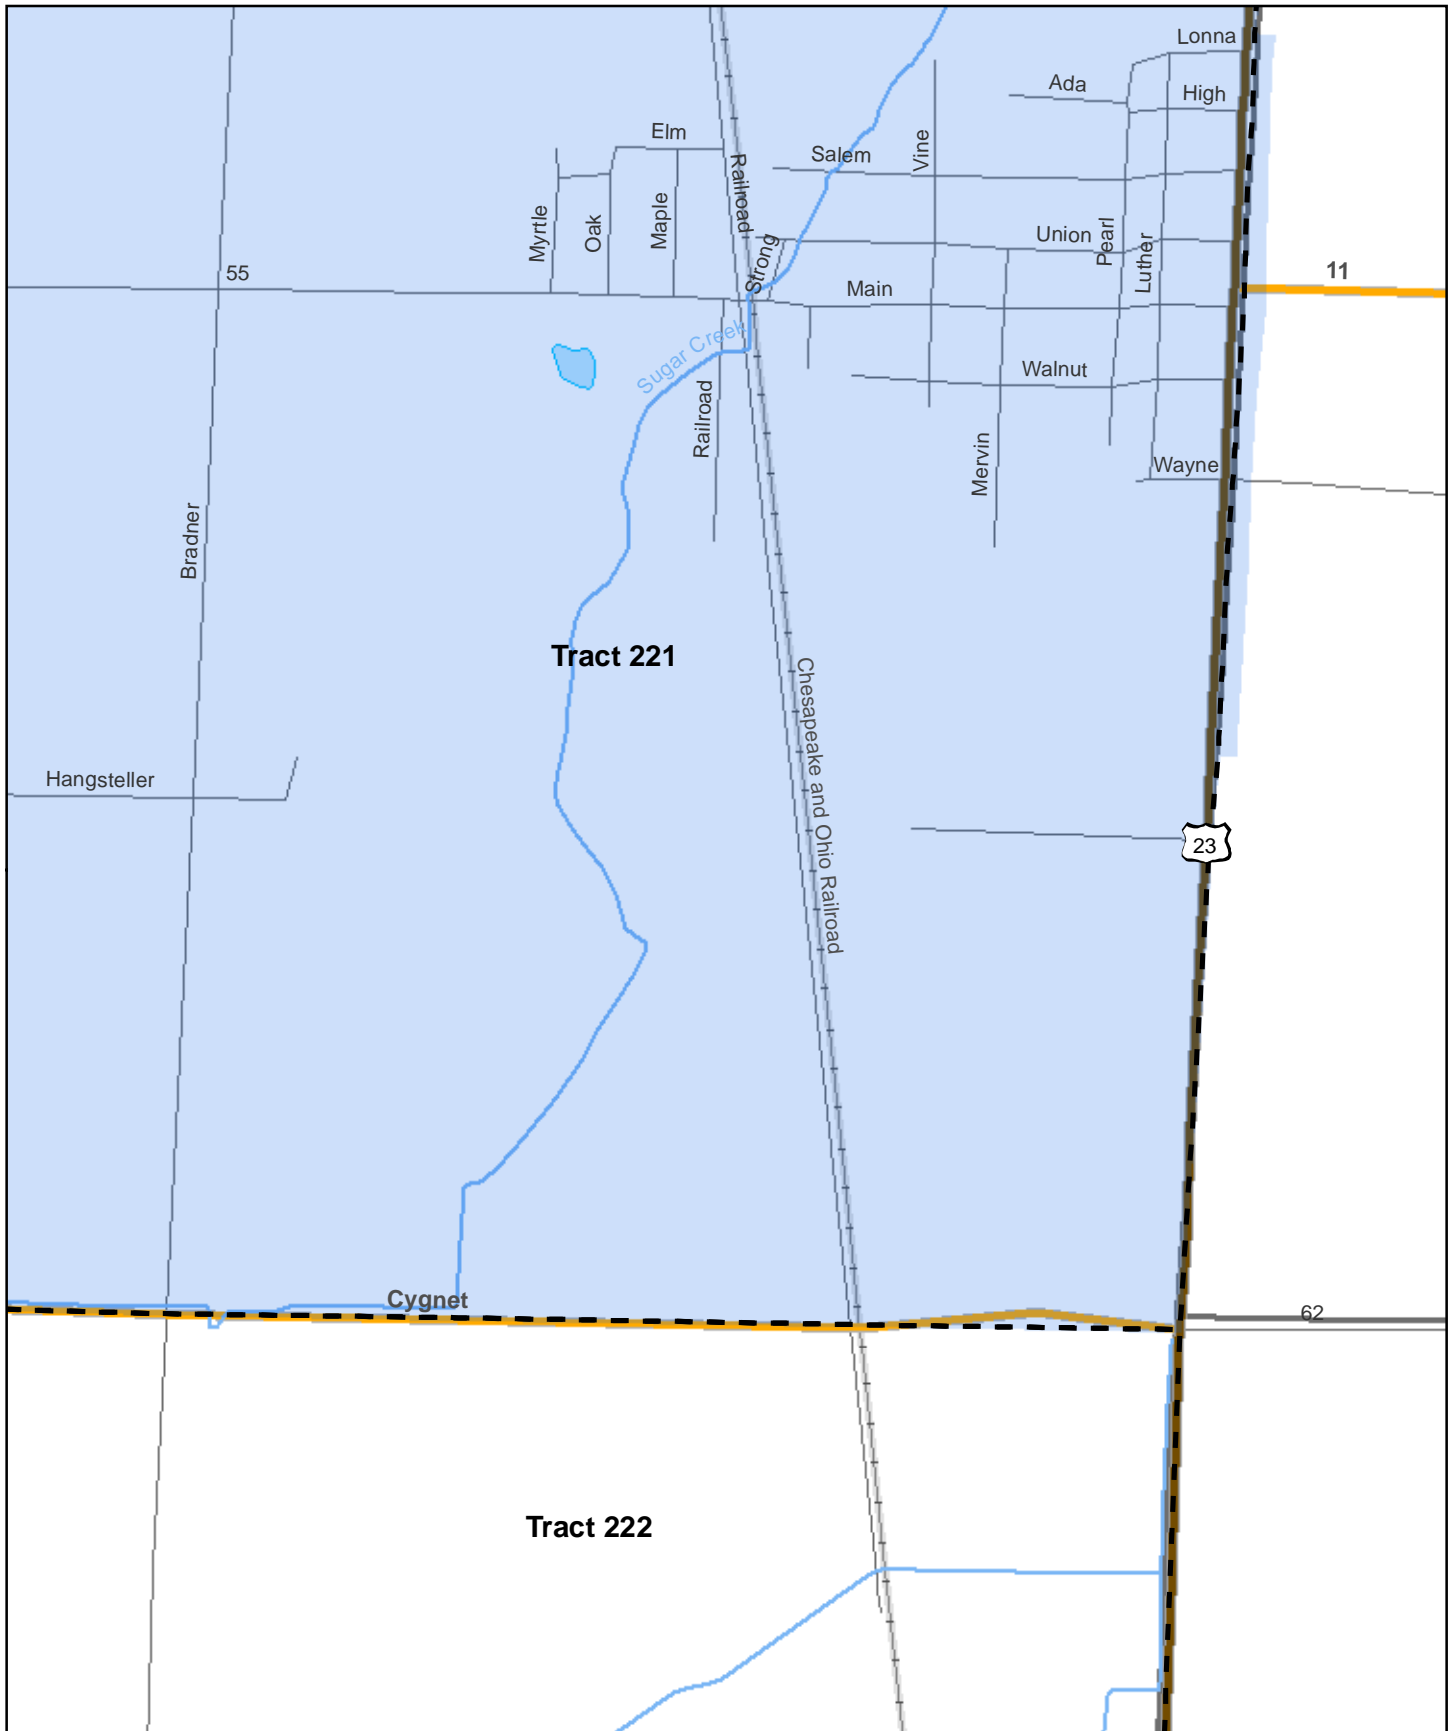 Lonna
Ada
High
Elm
Salem
Vine
Railroad
Myrtle
Oak
Maple
Strong
Union
Pearl
Luther
55
Main
11
Sugar Creek
Walnut
Railroad
Mervin
Wayne
Bradner
Tract 221
Chesapeake and Ohio Railroad
Hangsteller
23
Cygnet
62
Tract 222